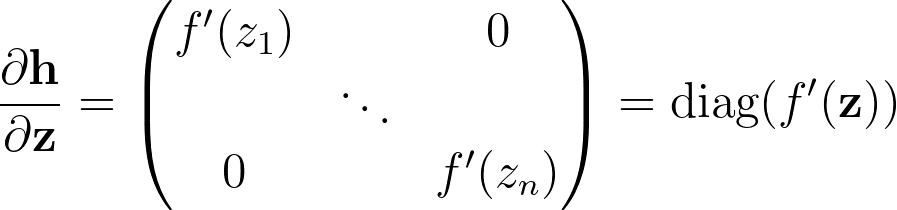 ∂h/∂z = ( f′(z₁) 0
⋱
0 f′(zₙ) ) = diag(f′(z))